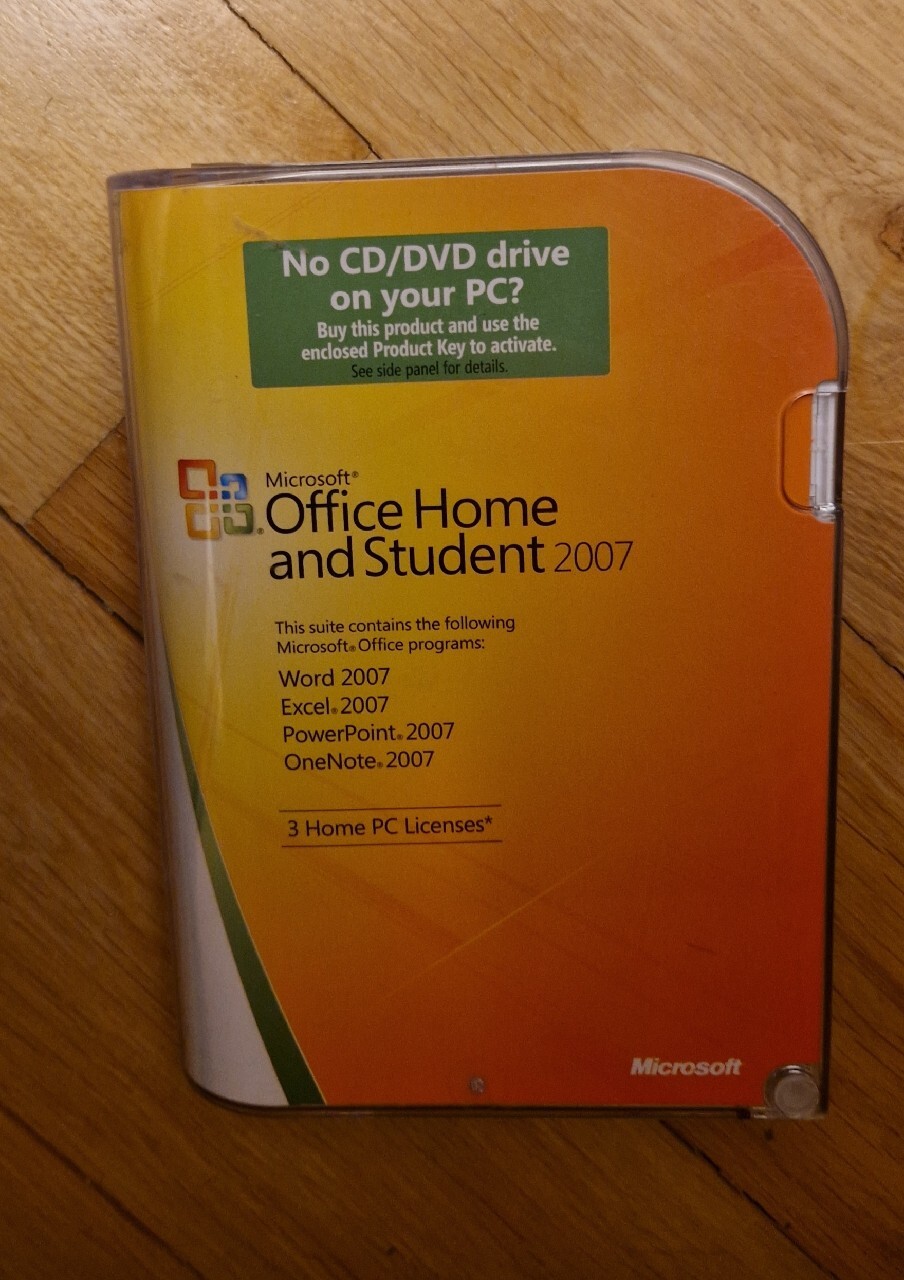 No CD/DVD drive
on your PC?
Buy this product and use the
enclosed Product Key to activate.
See side panel for details.
Microsoft®
Office Home
and Student 2007
This suite contains the following
Microsoft® Office programs:
Word 2007
Excel® 2007
PowerPoint® 2007
OneNote® 2007
3 Home PC Licenses*
Microsoft